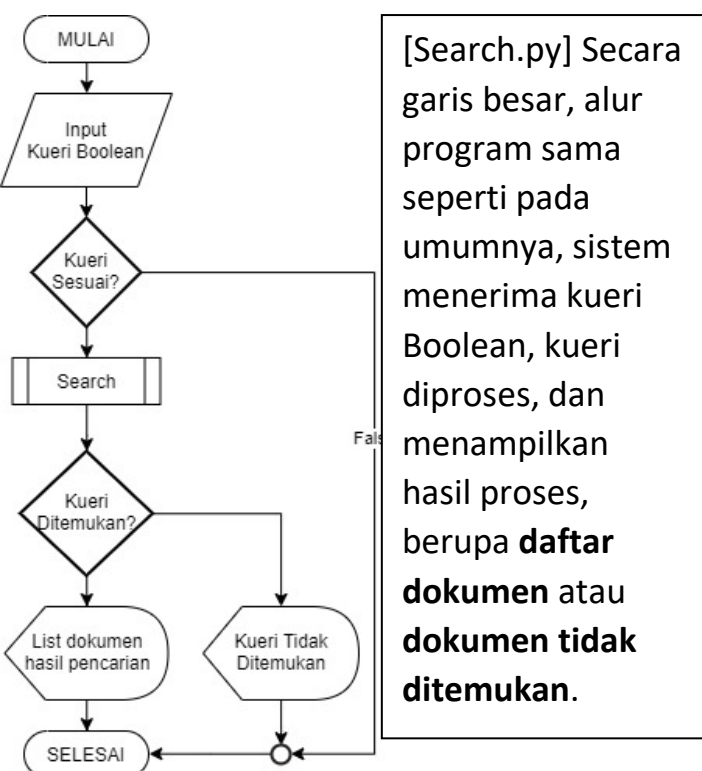 MULAI
Input
Kueri Boolean
Kueri
Sesuai?
Search
Kueri
Ditemukan?
List dokumen
hasil pencarian
Kueri Tidak
Ditemukan
SELESAI
[Search.py] Secara
garis besar, alur
program sama
seperti pada
umumnya, sistem
menerima kueri
Boolean, kueri
diproses, dan
menampilkan
hasil proses,
berupa daftar
dokumen atau
dokumen tidak
ditemukan.